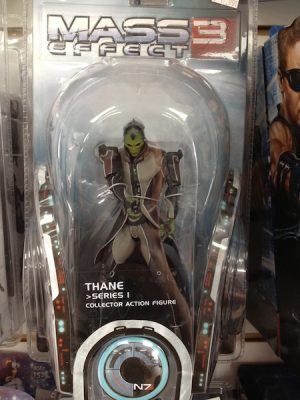 MASS
EFFECT 3
THANE
>SERIES 1
COLLECTOR ACTION FIGURE
N7